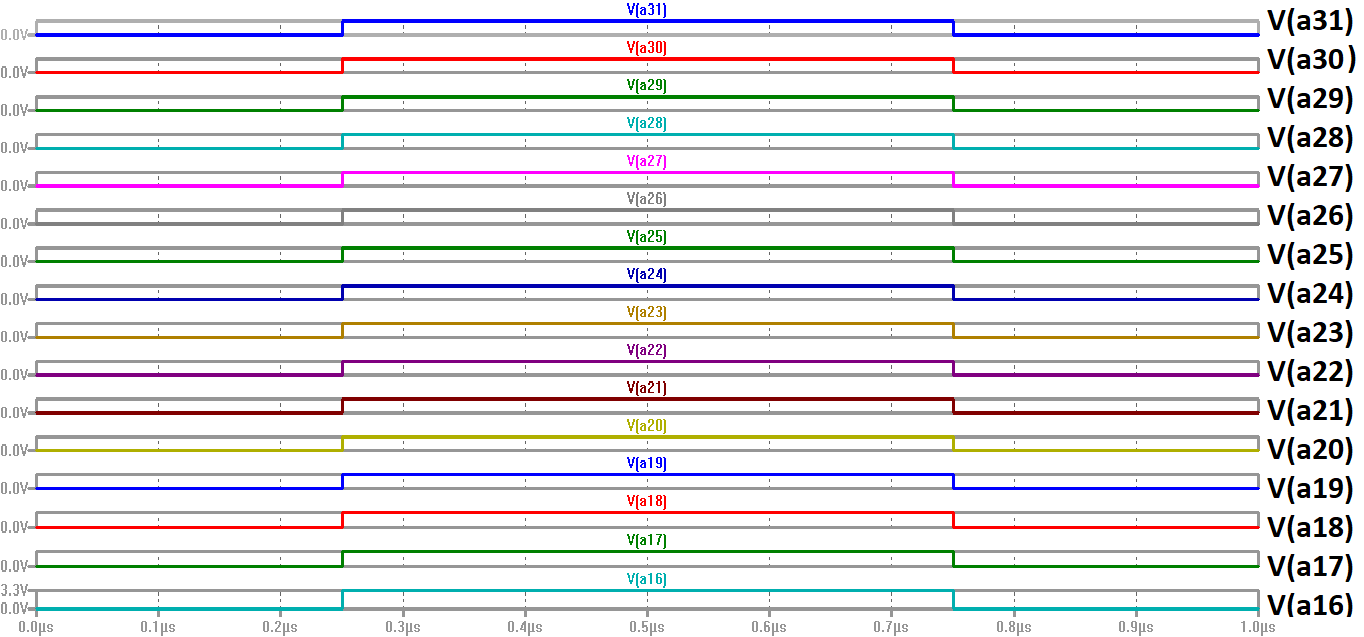 V(a31) V(a31)
0.0V
V(a30) V(a30)
0.0V
V(a29) V(a29)
0.0V
V(a28) V(a28)
0.0V
V(a27) V(a27)
0.0V
V(a26) V(a26)
0.0V
V(a25) V(a25)
0.0V
V(a24) V(a24)
0.0V
V(a23) V(a23)
0.0V
V(a22) V(a22)
0.0V
V(a21) V(a21)
0.0V
V(a20) V(a20)
0.0V
V(a19) V(a19)
0.0V
V(a18) V(a18)
0.0V
V(a17) V(a17)
0.0V
V(a16) V(a16)
3.3V
0.0V
0.0µs 0.1µs 0.2µs 0.3µs 0.4µs 0.5µs 0.6µs 0.7µs 0.8µs 0.9µs 1.0µs